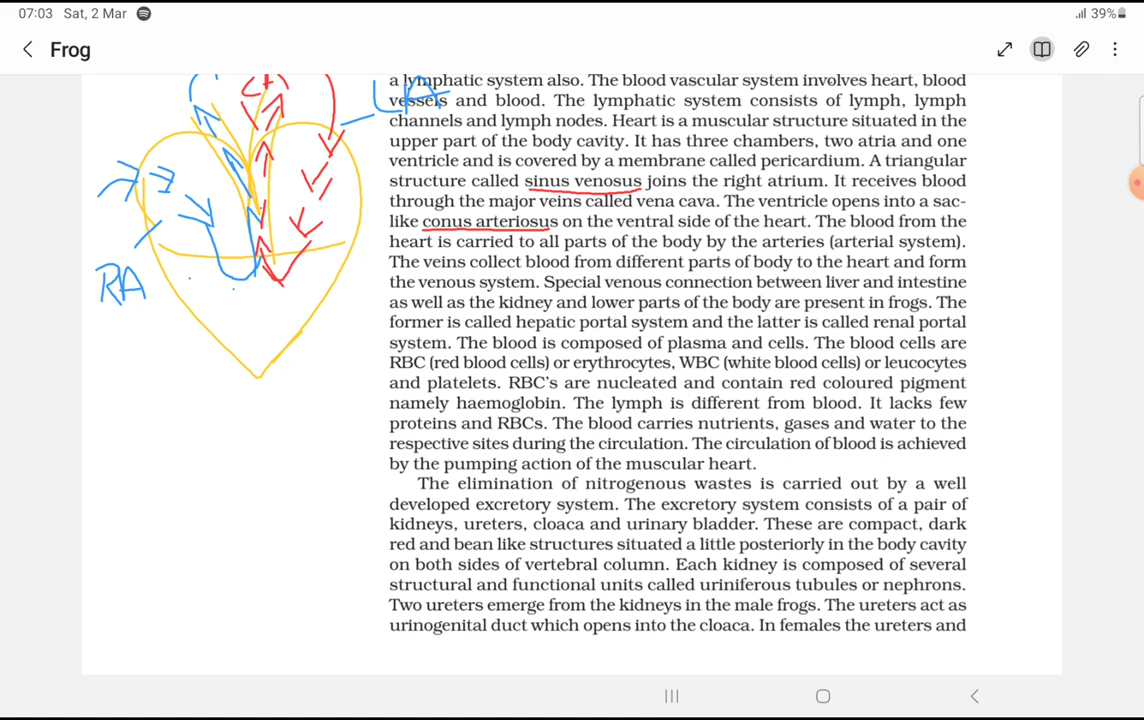 07:03 Sat, 2 Mar
39%
Frog
a lymphatic system also. The blood vascular system involves heart, blood
vessels and blood. The lymphatic system consists of lymph, lymph
channels and lymph nodes. Heart is a muscular structure situated in the
upper part of the body cavity. It has three chambers, two atria and one
ventricle and is covered by a membrane called pericardium. A triangular
structure called sinus venosus joins the right atrium. It receives blood
through the major veins called vena cava. The ventricle opens into a sac-
like conus arteriosus on the ventral side of the heart. The blood from the
heart is carried to all parts of the body by the arteries (arterial system).
The veins collect blood from different parts of body to the heart and form
the venous system. Special venous connection between liver and intestine
as well as the kidney and lower parts of the body are present in frogs. The
former is called hepatic portal system and the latter is called renal portal
system. The blood is composed of plasma and cells. The blood cells are
RBC (red blood cells) or erythrocytes, WBC (white blood cells) or leucocytes
and platelets. RBC's are nucleated and contain red coloured pigment
namely haemoglobin. The lymph is different from blood. It lacks few
proteins and RBCs. The blood carries nutrients, gases and water to the
respective sites during the circulation. The circulation of blood is achieved
by the pumping action of the muscular heart.
The elimination of nitrogenous wastes is carried out by a well
developed excretory system. The excretory system consists of a pair of
kidneys, ureters, cloaca and urinary bladder. These are compact, dark
red and bean like structures situated a little posteriorly in the body cavity
on both sides of vertebral column. Each kidney is composed of several
structural and functional units called uriniferous tubules or nephrons.
Two ureters emerge from the kidneys in the male frogs. The ureters act as
urinogenital duct which opens into the cloaca. In females the ureters and
LA
RA